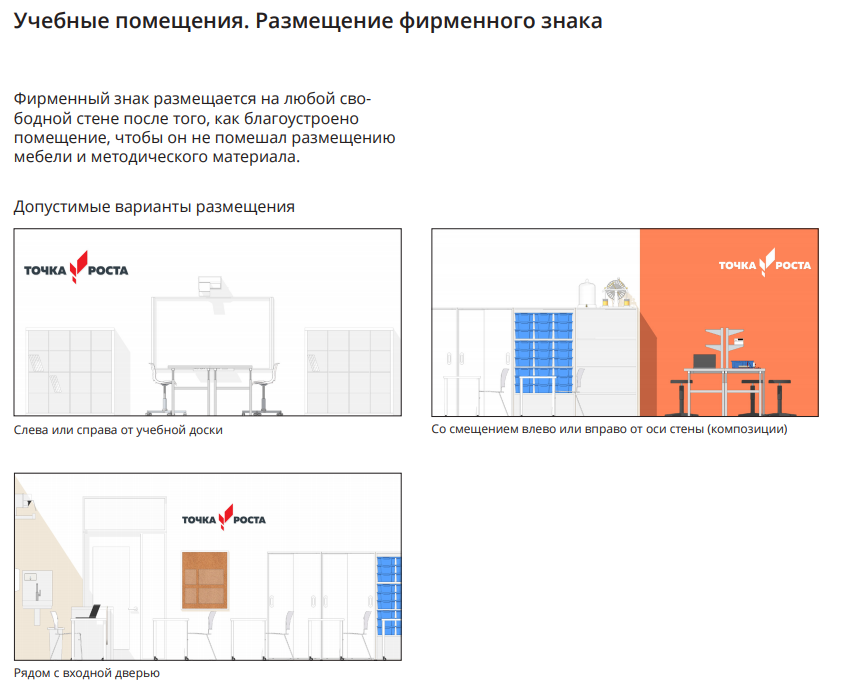 Учебные помещения. Размещение фирменного знака
Фирменный знак размещается на любой сво-
бодной стене после того, как благоустроено
помещение, чтобы он не помешал размещению
мебели и методического материала.
Допустимые варианты размещения
ТОЧКА РОСТА
ТОЧКА РОСТА
Слева или справа от учебной доски
Со смещением влево или вправо от оси стены (композиции)
ТОЧКА РОСТА
Рядом с входной дверью